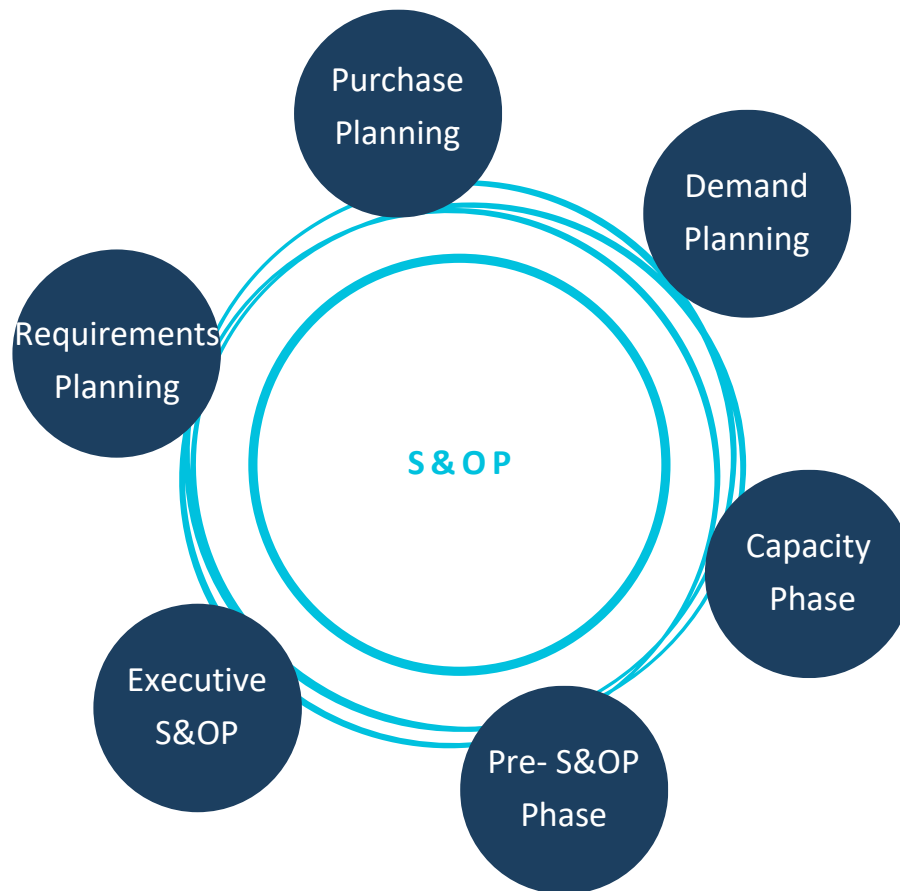 Purchase
Planning
Demand
Planning
Requirements
Planning
S&OP
Capacity
Phase
Executive
S&OP
Pre- S&OP
Phase